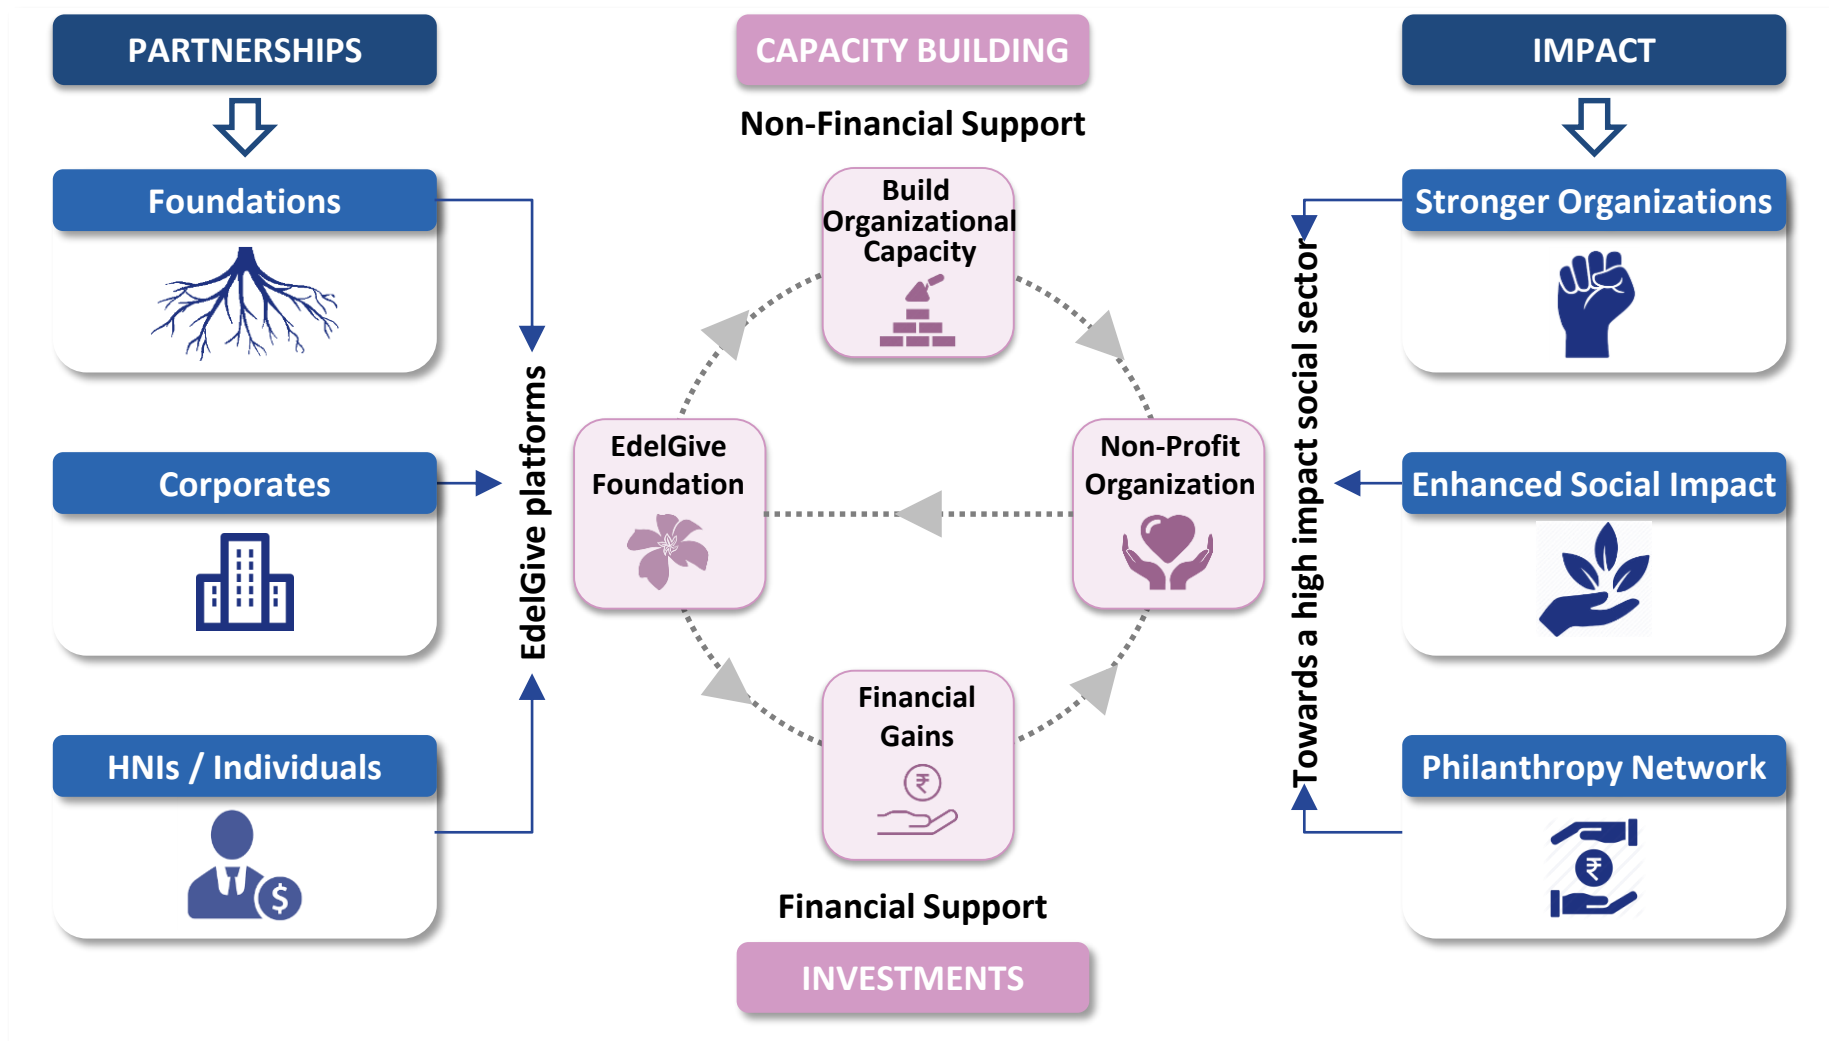 PARTNERSHIPS
Foundations
Corporates
HNIs / Individuals
$
EdelGive platforms
CAPACITY BUILDING
Non-Financial Support
Build
Organizational
Capacity
EdelGive
Foundation
Non-Profit
Organization
Financial
Gains
₹
Financial Support
INVESTMENTS
Towards a high impact social sector
IMPACT
Stronger Organizations
Enhanced Social Impact
Philanthropy Network
₹